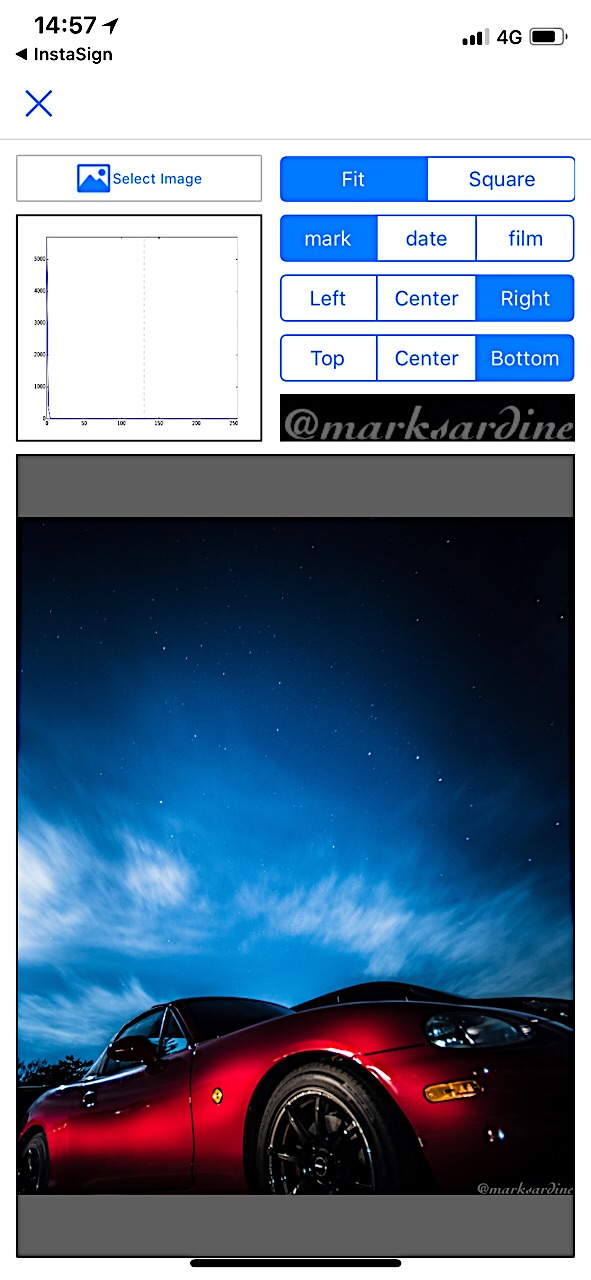 14:57
4G
InstaSign
Select Image
Fit
Square
mark
date
film
Left
Center
Right
Top
Center
Bottom
5000
4000
3000
2000
1000
0
0 50 100 150 200 250
@marksardine
@marksardine